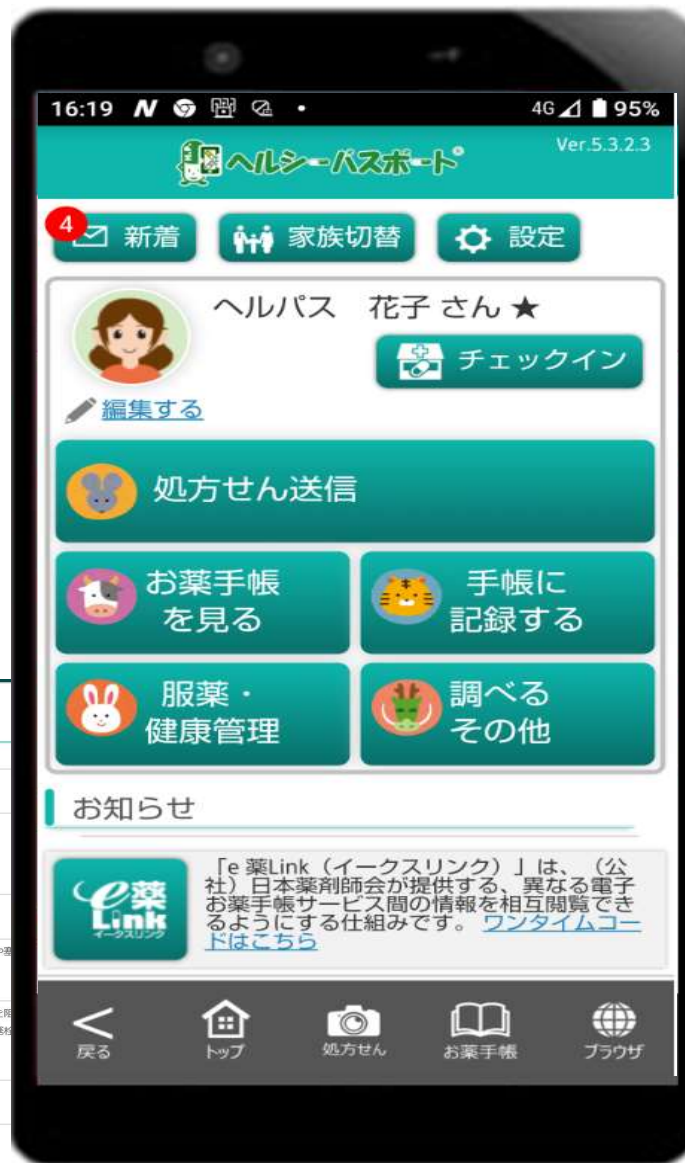 16:19
4G 95%
ヘルシーパスポート®
Ver.5.3.2.3
4
新着
家族切替
設定
ヘルパス 花子 さん ★
チェックイン
編集する
処方せん送信
お薬手帳
を見る
手帳に
記録する
服薬・
健康管理
調べる
その他
お知らせ
e薬
Link
イークスリンク
「e 薬Link（イークスリンク）」は、（公
社）日本薬剤師会が提供する、異なる電子
お薬手帳サービス間の情報を相互閲覧でき
るようにする仕組みです。 ワンタイムコー
ドはこちら
戻る
トップ
処方せん
お薬手帳
ブラウザ